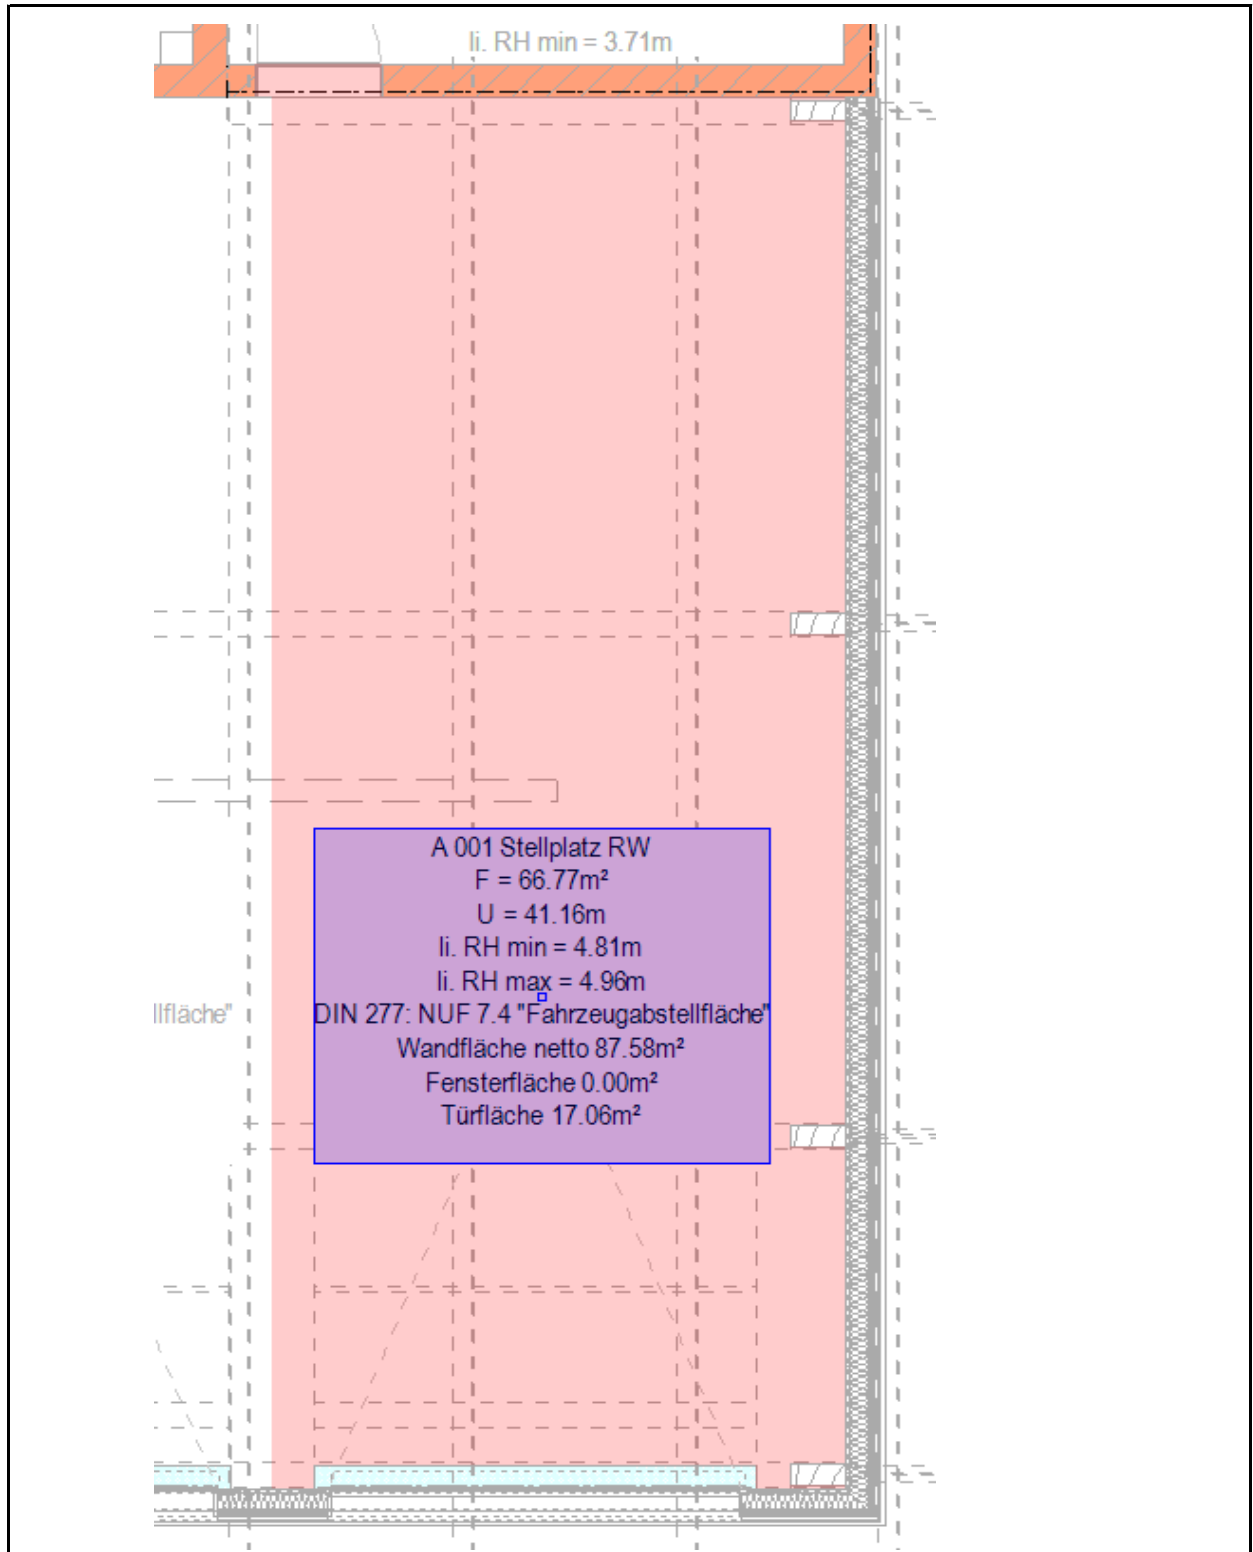 li. RH min = 3.71m
A 001 Stellplatz RW
F = 66.77m²
U = 41.16m
li. RH min = 4.81m
li. RH max = 4.96m
llfläche"
DIN 277: NUF 7.4 "Fahrzeugabstellfläche"
Wandfläche netto 87.58m²
Fensterfläche 0.00m²
Türfläche 17.06m²